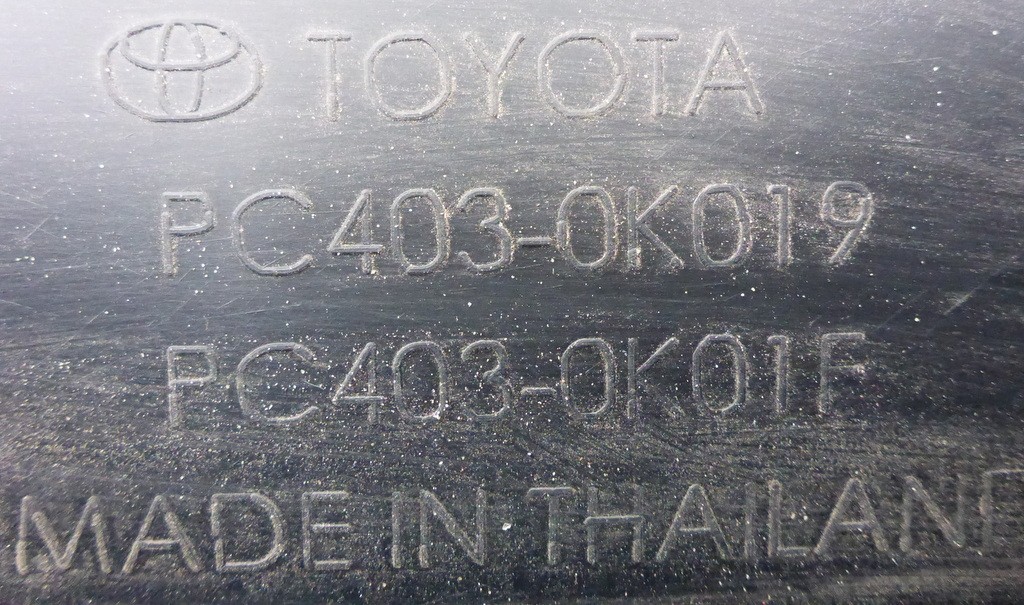 TOYOTA
PC403-0K019
PC403-0K01F
MADE IN THAILAND